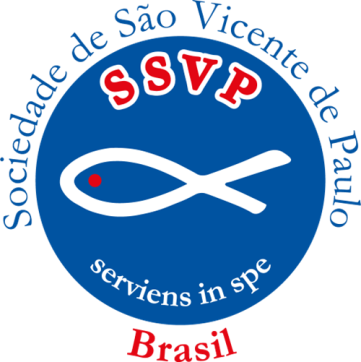 Sociedade de São Vicente de Paulo
SSVP
serviens in spe
Brasil